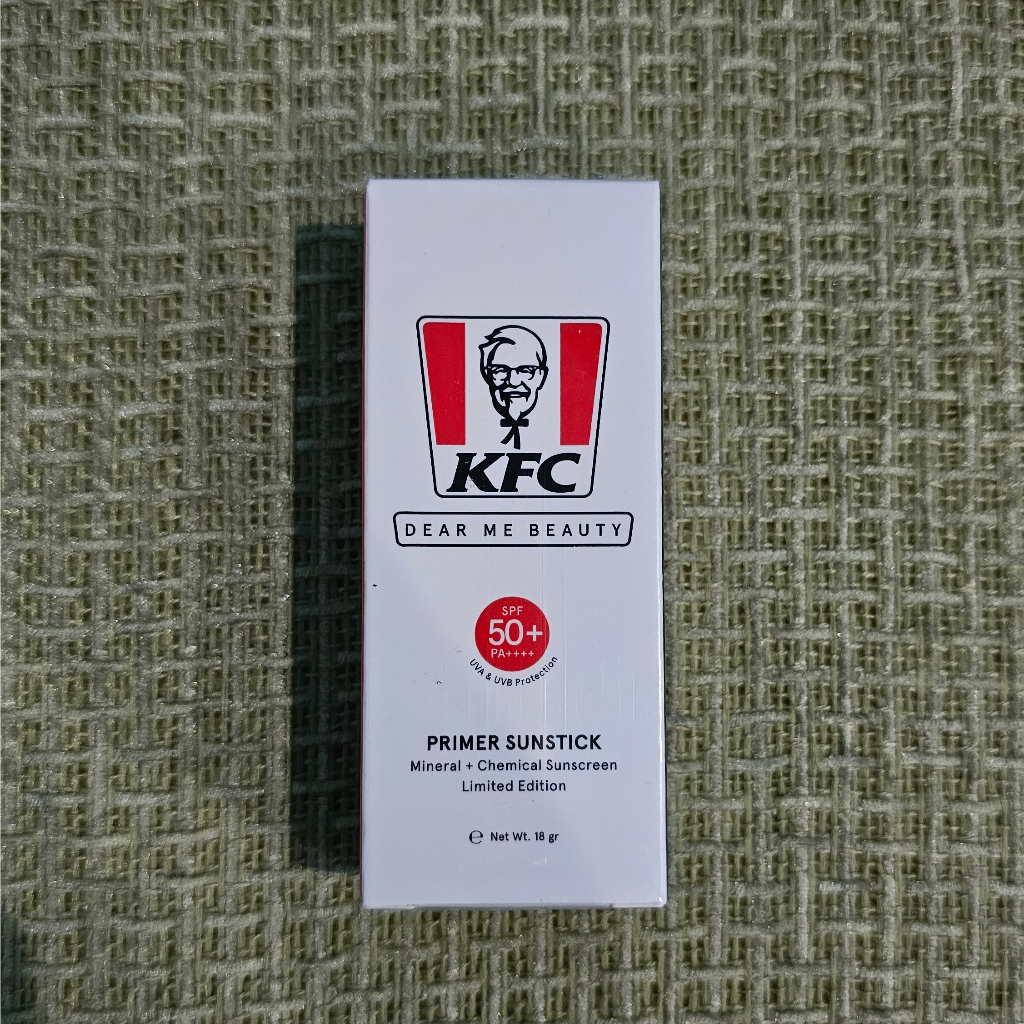 KFC
DEAR ME BEAUTY
SPF
50+
PA++++
UVA & UVB Protection
PRIMER SUNSTICK
Mineral + Chemical Sunscreen
Limited Edition
℮ Net Wt. 18 gr